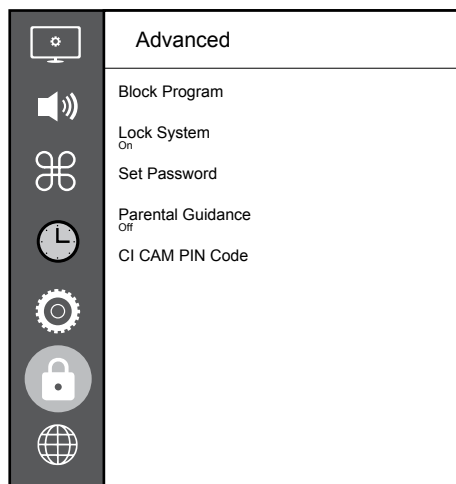 Advanced
Block Program
Lock System
On
Set Password
Parental Guidance
Off
CI CAM PIN Code